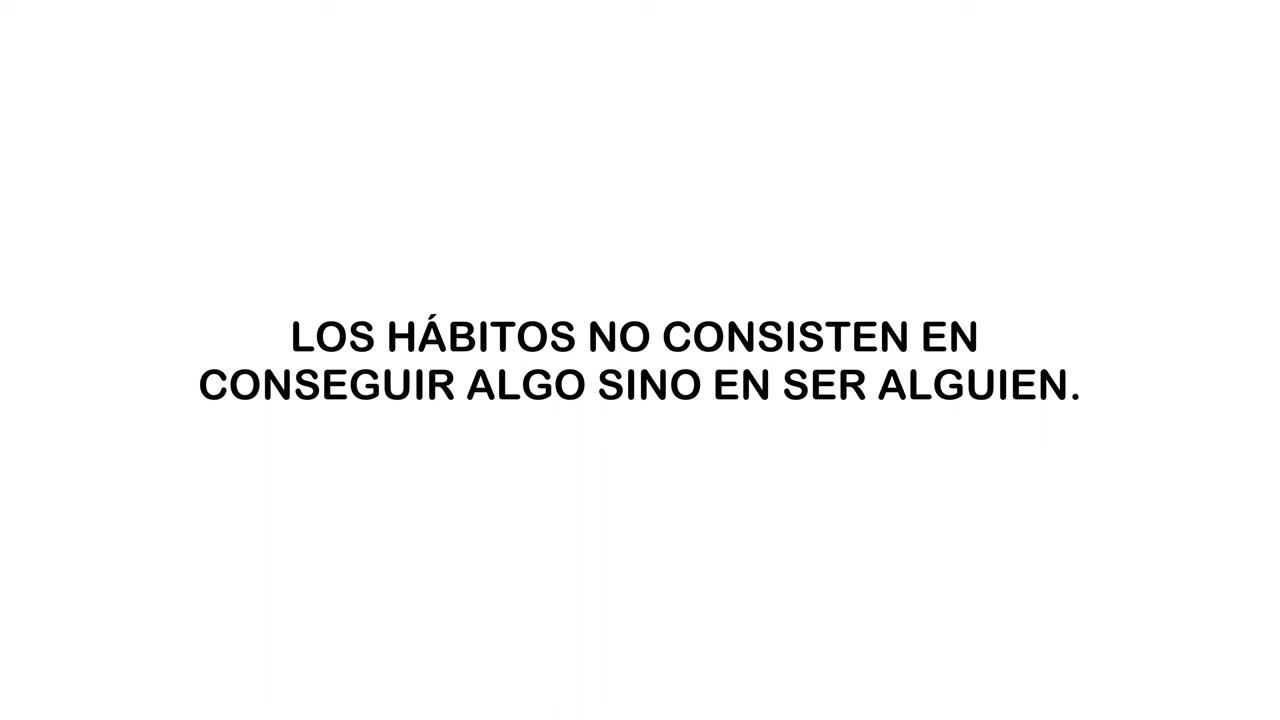 LOS HÁBITOS NO CONSISTEN EN
CONSEGUIR ALGO SINO EN SER ALGUIEN.